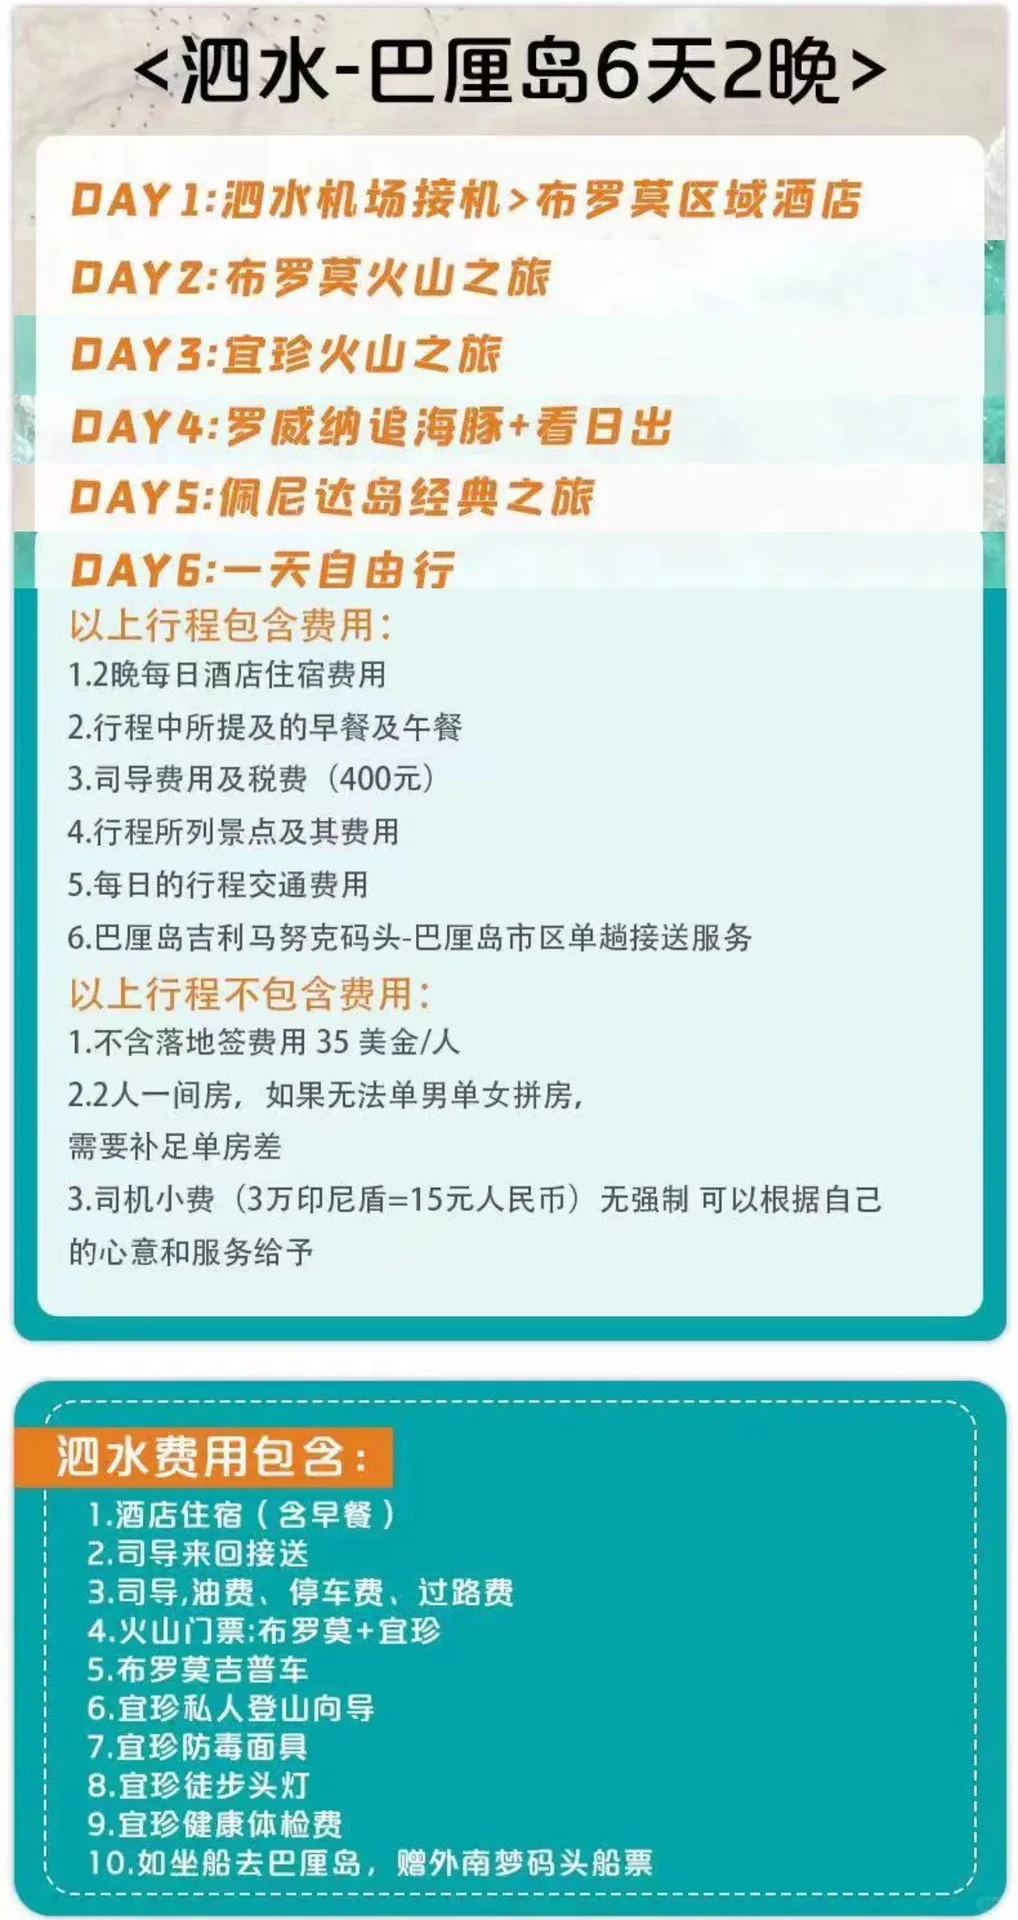 <泗水-巴厘岛6天2晚>
DAY1:泗水机场接机>布罗莫区域酒店
DAY2:布罗莫火山之旅
DAY3:宜珍火山之旅
DAY4:罗威纳追海豚+看日出
DAY5:佩尼达岛经典之旅
DAY6:一天自由行
以上行程包含费用：
1.2晚每日酒店住宿费用
2.行程中所提及的早餐及午餐
3.司导费用及税费（400元）
4.行程所列景点及其费用
5.每日的行程交通费用
6.巴厘岛吉利马努克码头-巴厘岛市区单趟接送服务
以上行程不包含费用：
1.不含落地签费用 35 美金/人
2.2人一间房，如果无法单男单女拼房，
需要补足单房差
3.司机小费（3万印尼盾=15元人民币）无强制 可以根据自己
的心意和服务给予
泗水费用包含：
1.酒店住宿（含早餐）
2.司导来回接送
3.司导,油费、停车费、过路费
4.火山门票:布罗莫+宜珍
5.布罗莫吉普车
6.宜珍私人登山向导
7.宜珍防毒面具
8.宜珍徒步头灯
9.宜珍健康体检费
10.如坐船去巴厘岛，赠外南梦码头船票